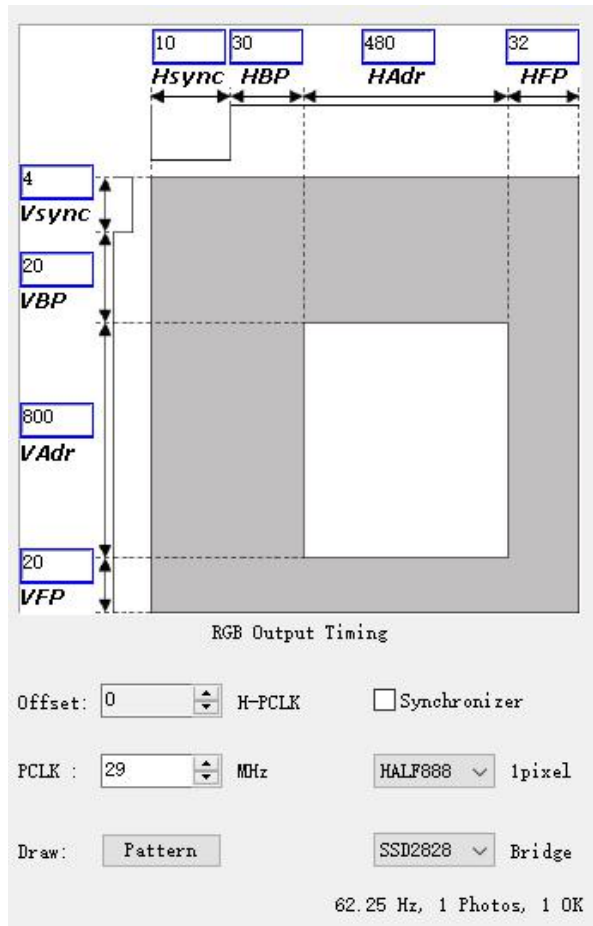 10 30 480 32
Hsync HBP HAdr HFP
4
Vsync
20
VBP
800
VAdr
20
VFP
RGB Output Timing
Offset: 0 H-PCLK Synchronizer
PCLK : 29 MHz HALF888 1pixel
Draw: Pattern SSD2828 Bridge
62.25 Hz, 1 Photos, 1 OK